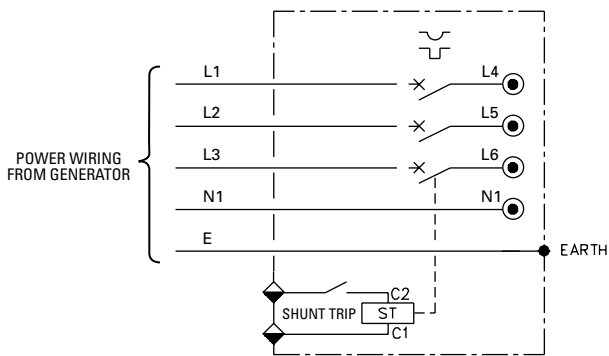 L1 L4
L2 L5
L3 L6
POWER WIRING
FROM GENERATOR
N1 N1
E EARTH
C2
SHUNT TRIP ST
C1